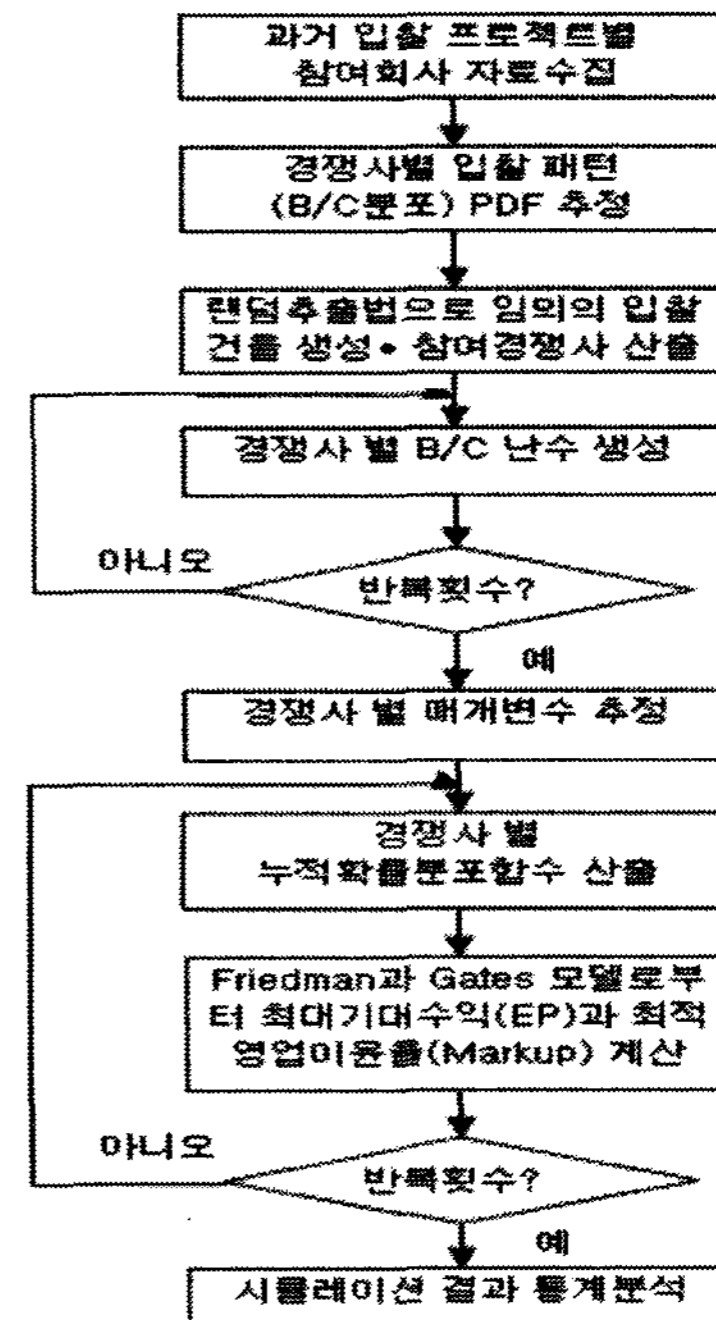 과거 입찰 프로젝트별
참여회사 자료수집
경쟁사별 입찰 패턴
(B/C분포) PDF 추정
랜덤추출법으로 임의의 입찰
건을 생성• 참여경쟁사 산출
경쟁사 별 B/C 난수 생성
아니오
반복횟수?
예
경쟁사 별 매개변수 추정
경쟁사 별
누적확률분포함수 산출
Friedman과 Gates 모델로부
터 최대기대수익(EP)과 최적
영업이윤율(Markup) 계산
아니오
반복횟수?
예
시뮬레이션 결과 통계분석